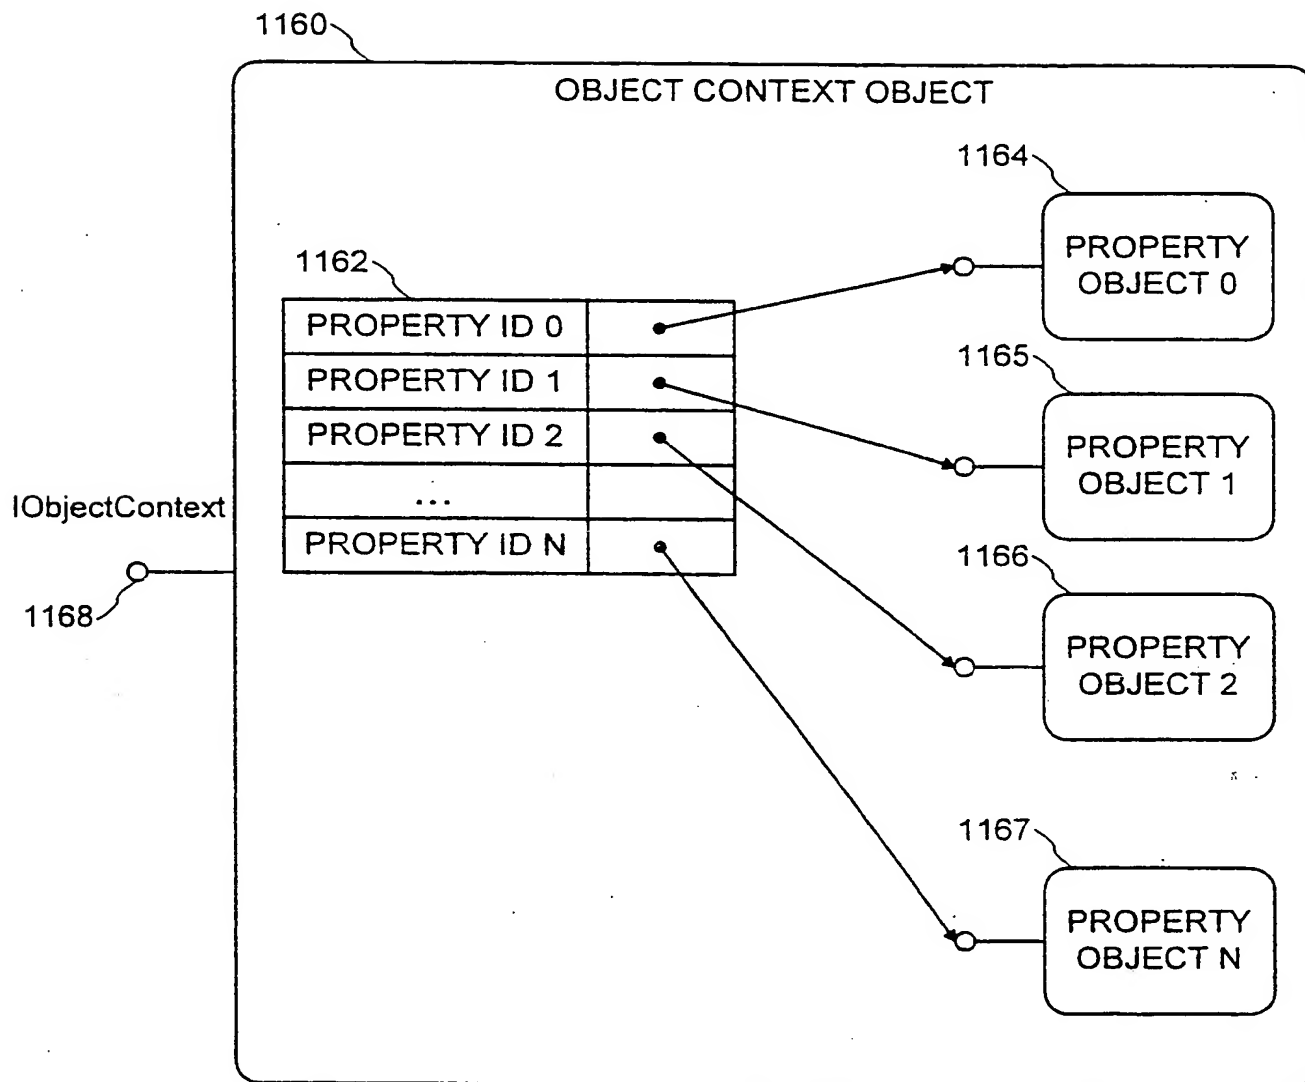 1160
OBJECT CONTEXT OBJECT
1164
PROPERTY
OBJECT 0
1162
PROPERTY ID 0
PROPERTY ID 1
PROPERTY ID 2
...
PROPERTY ID N
1165
PROPERTY
OBJECT 1
IObjectContext
1168
1166
PROPERTY
OBJECT 2
1167
PROPERTY
OBJECT N